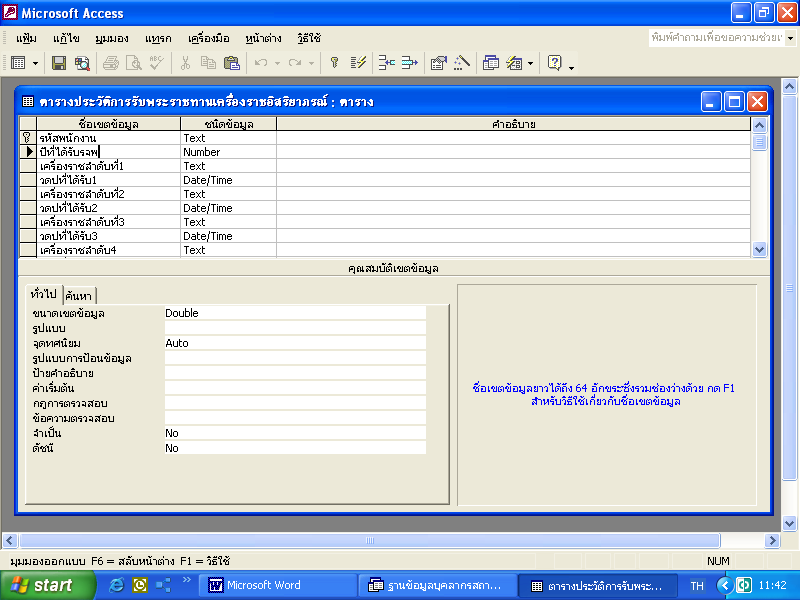 Microsoft Access
แฟ้ม แก้ไข มุมมอง แทรก เครื่องมือ หน้าต่าง วิธีใช้ พิมพ์คำถามเพื่อขอความช่วยเ
ตารางประวัติการรับพระราชทานเครื่องราชอิสริยาภรณ์ : ตาราง
ชื่อเขตข้อมูล ชนิดข้อมูล คำอธิบาย
รหัสพนักงาน Text
ปีที่ได้รับรจพ Number
เครื่องราชลำดับที่1 Text
วดปที่ได้รับ1 Date/Time
เครื่องราชลำดับที่2 Text
วดปที่ได้รับ2 Date/Time
เครื่องราชลำดับที่3 Text
วดปที่ได้รับ3 Date/Time
เครื่องราชลำดับ4 Text
คุณสมบัติเขตข้อมูล
ทั่วไป ค้นหา
ขนาดเขตข้อมูล Double
รูปแบบ
จุดทศนิยม Auto
รูปแบบการป้อนข้อมูล
ป้ายคำอธิบาย
ค่าเริ่มต้น
กฎการตรวจสอบ
ข้อความตรวจสอบ
จำเป็น No
ดัชนี No
ชื่อเขตข้อมูลยาวได้ถึง 64 อักขระซึ่งรวมช่องว่างด้วย กด F1
สำหรับวิธีใช้เกี่ยวกับชื่อเขตข้อมูล
มุมมองออกแบบ F6 = สลับหน้าต่าง F1 = วิธีใช้ NUM
start Microsoft Word ฐานข้อมูลบุคลากรสถา... ตารางประวัติการรับพระ... TH 11:42